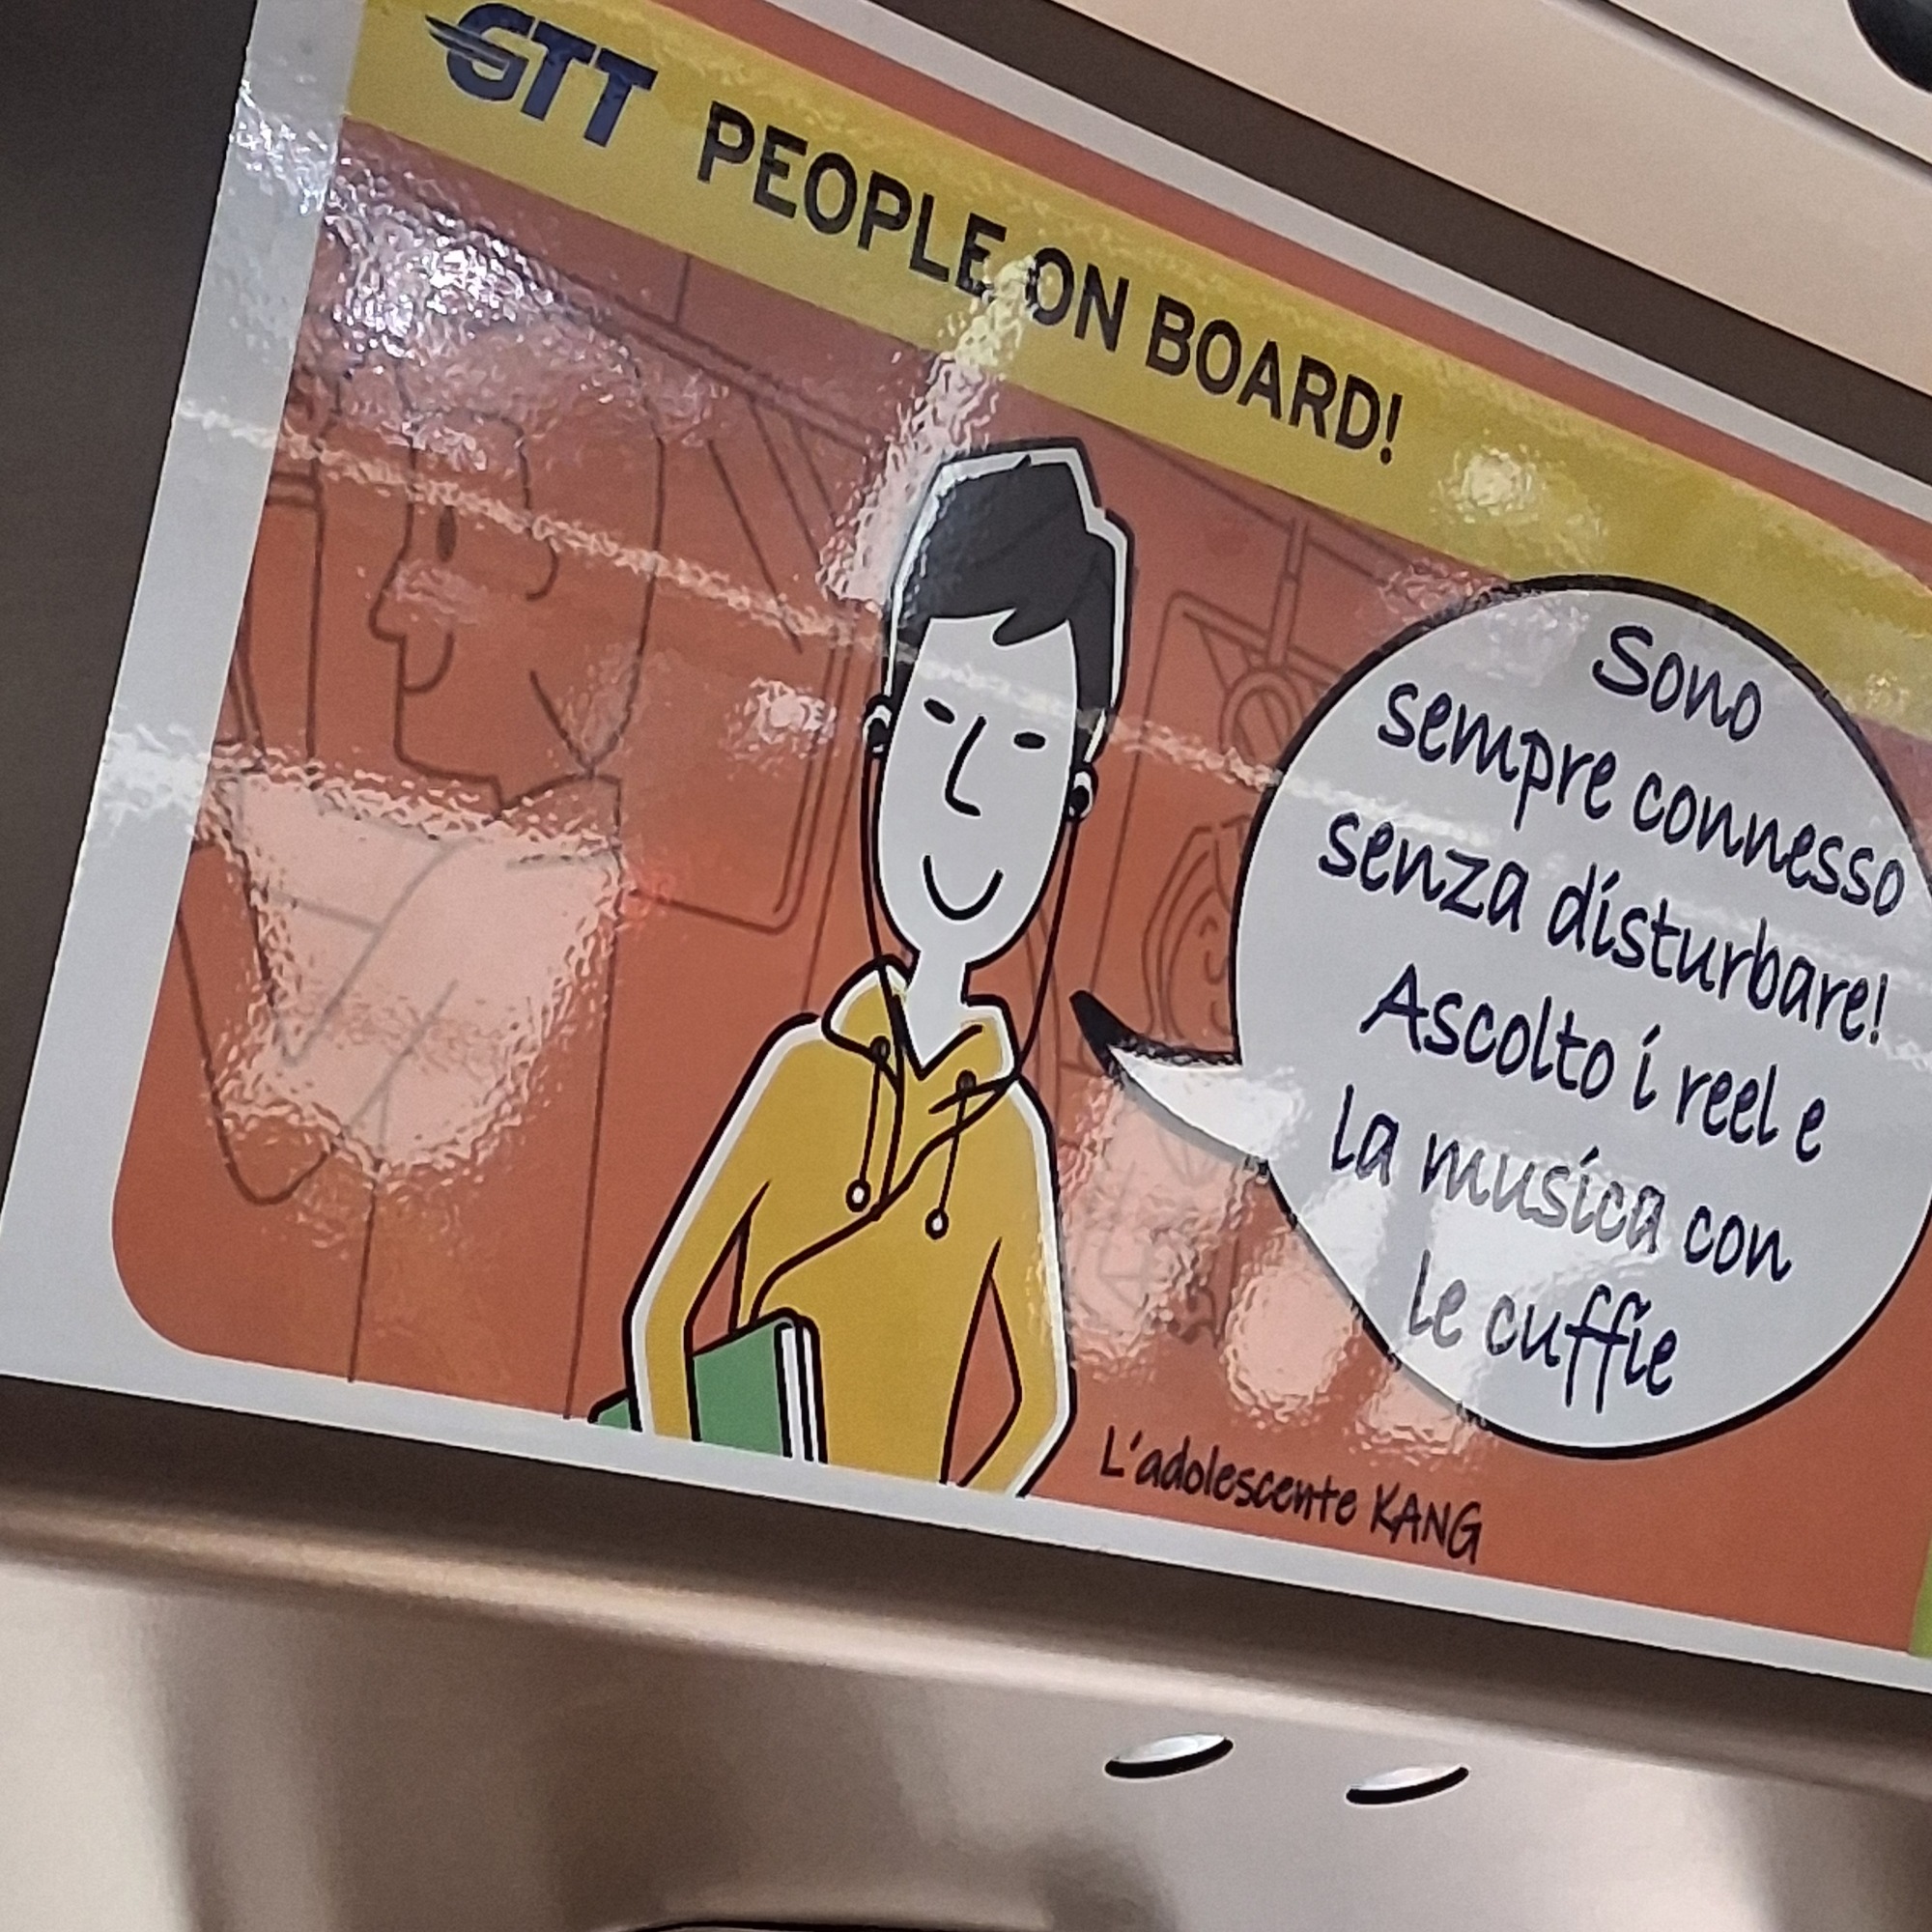 GTT PEOPLE ON BOARD!
Sono
sempre connesso
senza disturbare!
Ascolto i reel e
la musica con
le cuffie
L'adolescente KANG